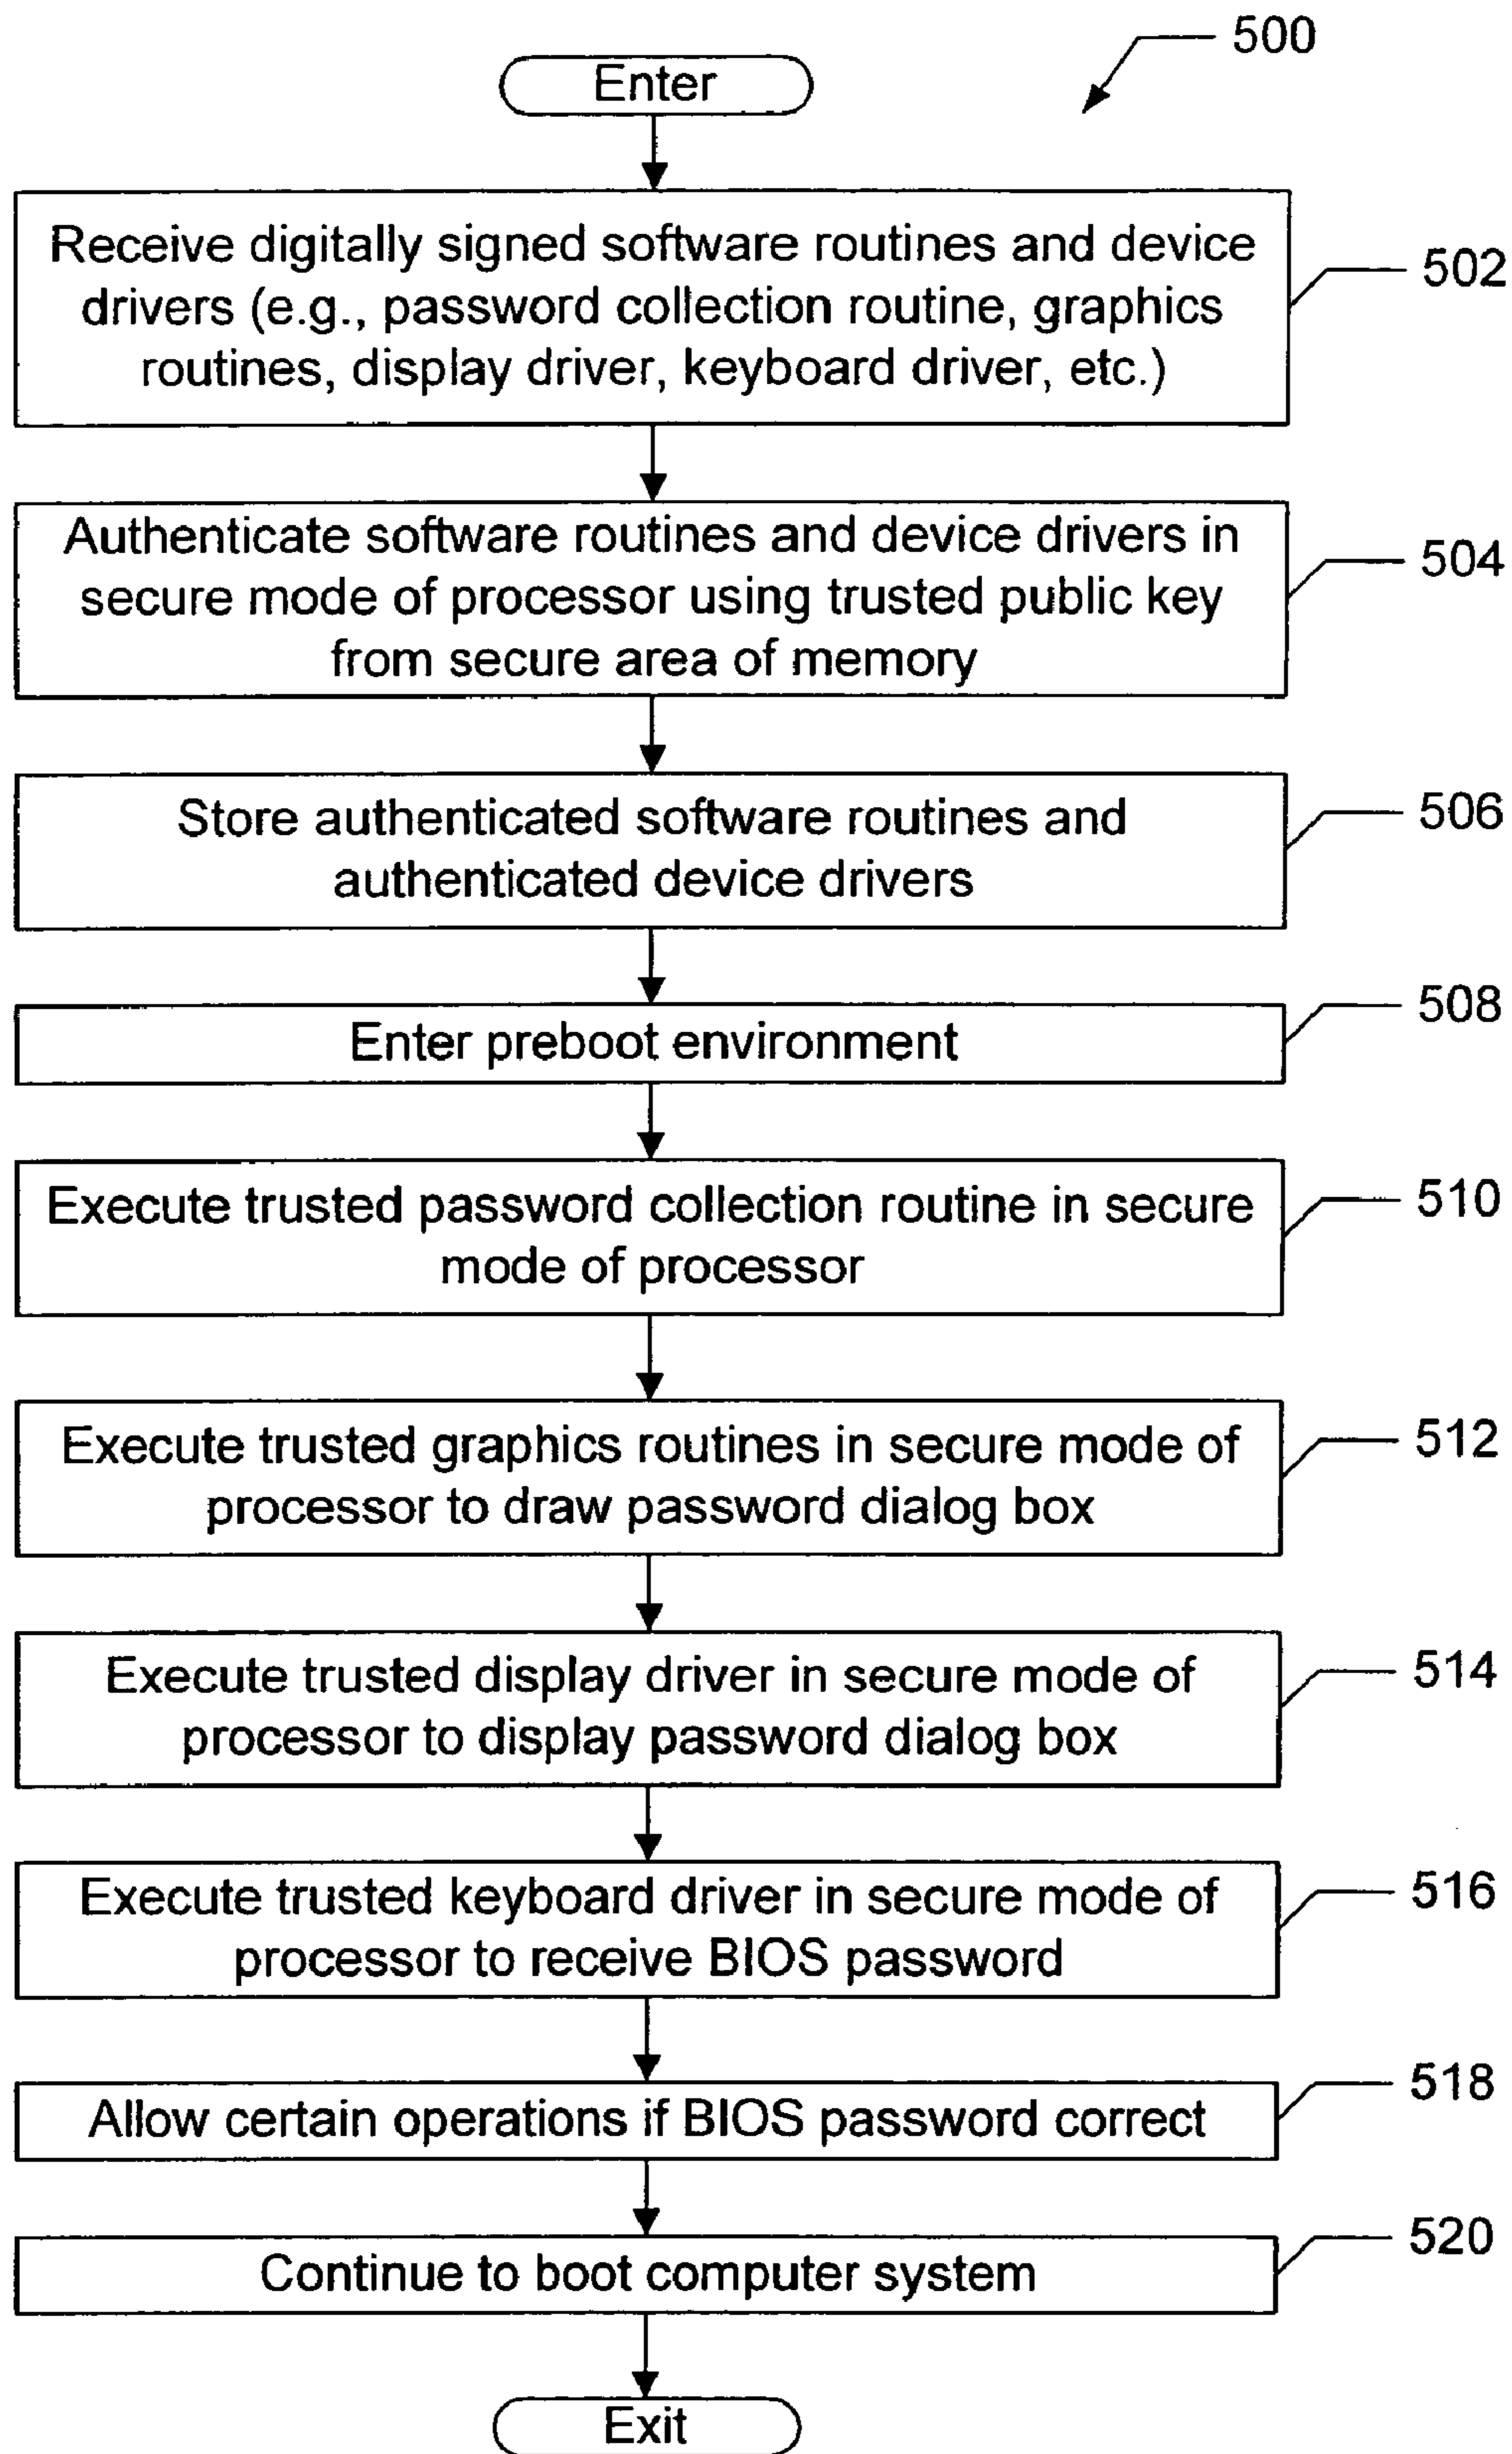 500
Enter
Receive digitally signed software routines and device
drivers (e.g., password collection routine, graphics
routines, display driver, keyboard driver, etc.)
502
Authenticate software routines and device drivers in
secure mode of processor using trusted public key
from secure area of memory
504
Store authenticated software routines and
authenticated device drivers
506
Enter preboot environment
508
Execute trusted password collection routine in secure
mode of processor
510
Execute trusted graphics routines in secure mode of
processor to draw password dialog box
512
Execute trusted display driver in secure mode of
processor to display password dialog box
514
Execute trusted keyboard driver in secure mode of
processor to receive BIOS password
516
Allow certain operations if BIOS password correct
518
Continue to boot computer system
520
Exit